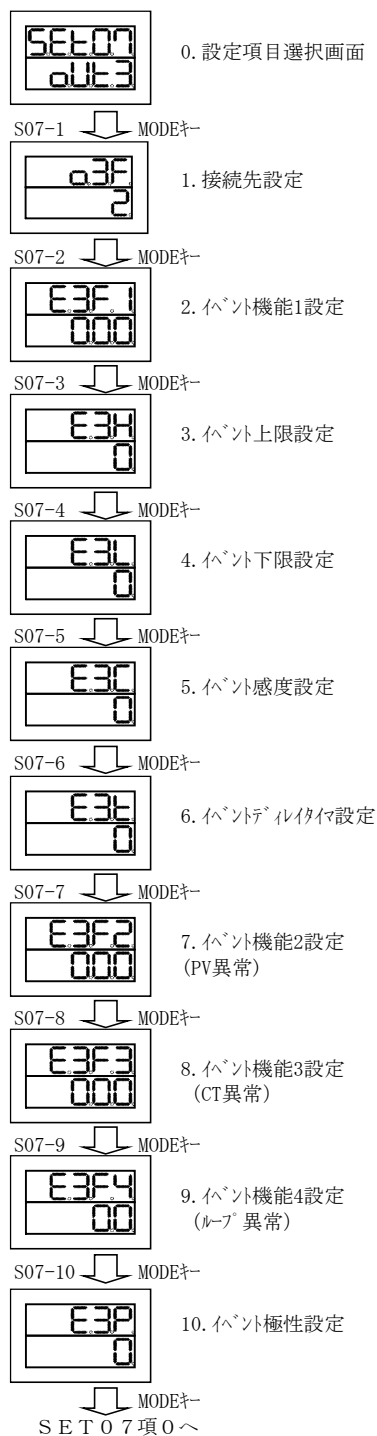 SEt07
oUt.3
0.設定項目選択画面
S07-1 MODEキー
o3F
2
1.接続先設定
S07-2 MODEキー
E3F.1
000
2.イベント機能1設定
S07-3 MODEキー
E3H
0
3.イベント上限設定
S07-4 MODEキー
E3L
0
4.イベント下限設定
S07-5 MODEキー
E3C
0
5.イベント感度設定
S07-6 MODEキー
E3t
0
6.イベントディレイタイマ設定
S07-7 MODEキー
E3F2
000
7.イベント機能2設定
(PV異常)
S07-8 MODEキー
E3F3
000
8.イベント機能3設定
(CT異常)
S07-9 MODEキー
E3F4
00
9.イベント機能4設定
(ループ異常)
S07-10 MODEキー
E3P
0
10.イベント極性設定
MODEキー
SET07項0へ